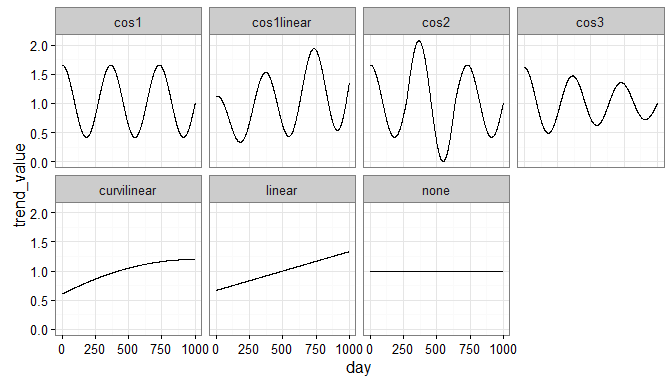 cos1 cos1linear cos2 cos3
2.0
1.5
1.0
0.5
0.0
trend_value
curvilinear linear none
2.0
1.5
1.0
0.5
0.0
0 250 500 750 1000 0 250 500 750 1000 0 250 500 750 1000
day